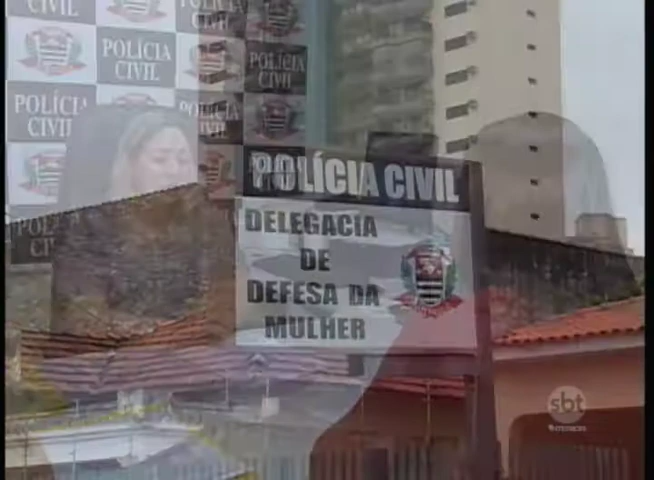 POLÍCIA
CIVIL
POLÍCIA
CIVIL
POLÍCIA
CIVIL
POLÍCIA CIVIL
DELEGACIA
DE
DEFESA DA
MULHER
sbt